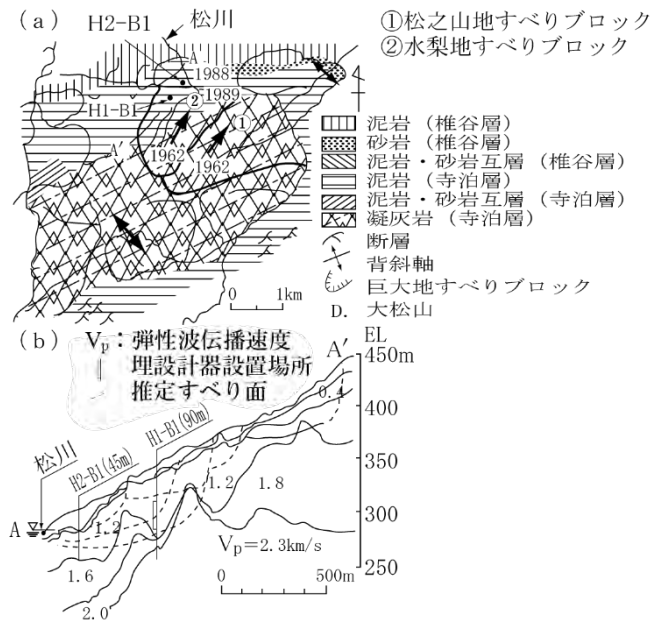 (a) H2-B1 松川
①松之山地すべりブロック
②水梨地すべりブロック
A
1988
1989
H1-B1
②
①
A′
1962
1962
泥岩（椎谷層）
砂岩（椎谷層）
泥岩・砂岩互層（椎谷層）
泥岩（寺泊層）
泥岩・砂岩互層（寺泊層）
凝灰岩（寺泊層）
断層
背斜軸
巨大地すべりブロック
D. 大松山
0 1km
(b) Vp：弾性波伝播速度
埋設計器設置場所
推定すべり面
A′
EL
450m
400
350
300
250
0.4
松川
H2-B1(45m)
H1-B1(90m)
A
1.2
1.2
1.8
1.6
2.0
Vp=2.3km/s
0 500m